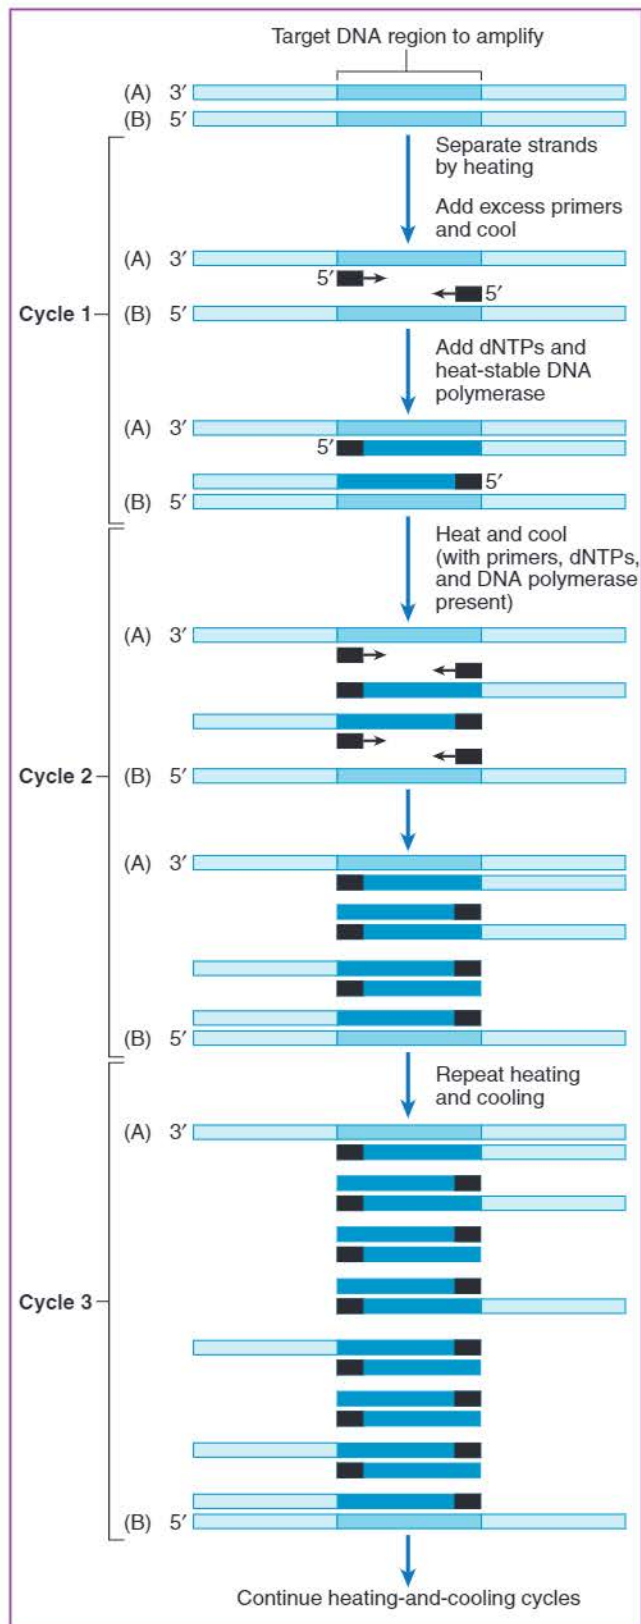 Target DNA region to amplify
(A) 3′
(B) 5′
Separate strands
by heating
Add excess primers
and cool
(A) 3′
5′
5′
Cycle 1
(B) 5′
Add dNTPs and
heat-stable DNA
polymerase
(A) 3′
5′
5′
(B) 5′
Heat and cool
(with primers, dNTPs,
and DNA polymerase
present)
(A) 3′
Cycle 2
(B) 5′
(A) 3′
(B) 5′
Repeat heating
and cooling
(A) 3′
Cycle 3
(B) 5′
Continue heating-and-cooling cycles